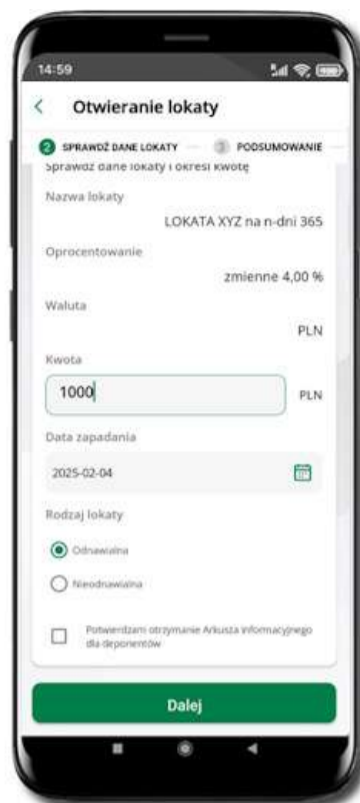 14:59
Otwieranie lokaty
2 SPRAWDŹ DANE LOKATY 3 PODSUMOWANIE
Sprawdź dane lokaty i określ kwotę
Nazwa lokaty
LOKATA XYZ na n-dni 365
Oprocentowanie
zmienne 4,00 %
Waluta
PLN
Kwota
1000 PLN
Data zapadania
2025-02-04
Rodzaj lokaty
Odnawialna
Nieodnawialna
Potwierdzam otrzymanie Arkusza informacyjnego
dla deponentów
Dalej